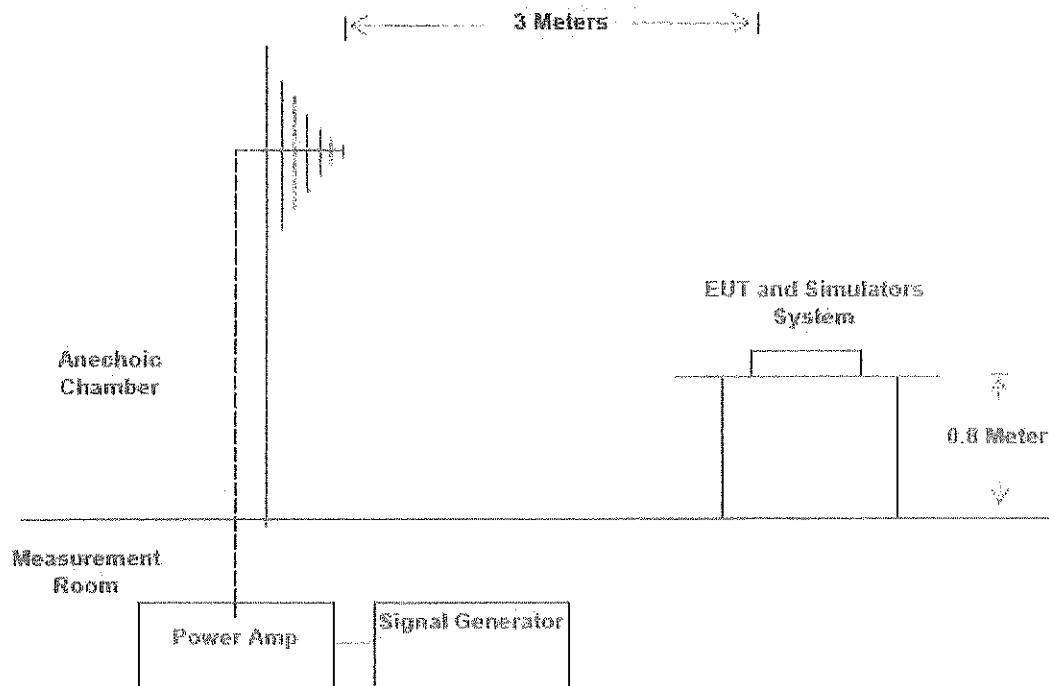 3 Meters
EUT and Simulators
System
Anechoic
Chamber
0.8 Meter
Measurement
Room
Power Amp
Signal Generator